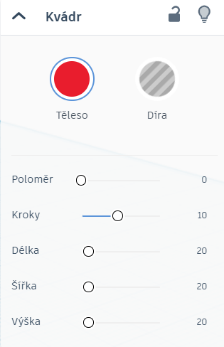 Kvádr
Těleso Díra
Poloměr 0
Kroky 10
Délka 20
Šířka 20
Výška 20